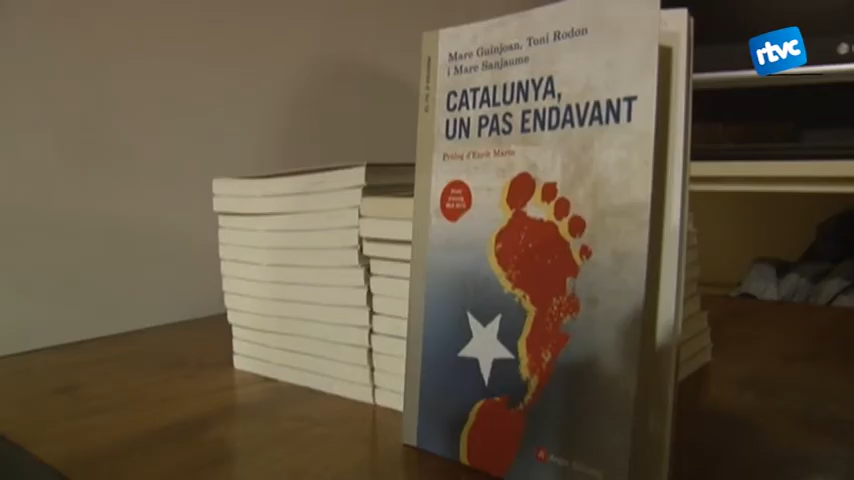 rtvc
Marc Guinjoan, Toni Rodon
i Marc Sanjaume
CATALUNYA,
UN PAS ENDAVANT
Pròleg d'Enric Marín